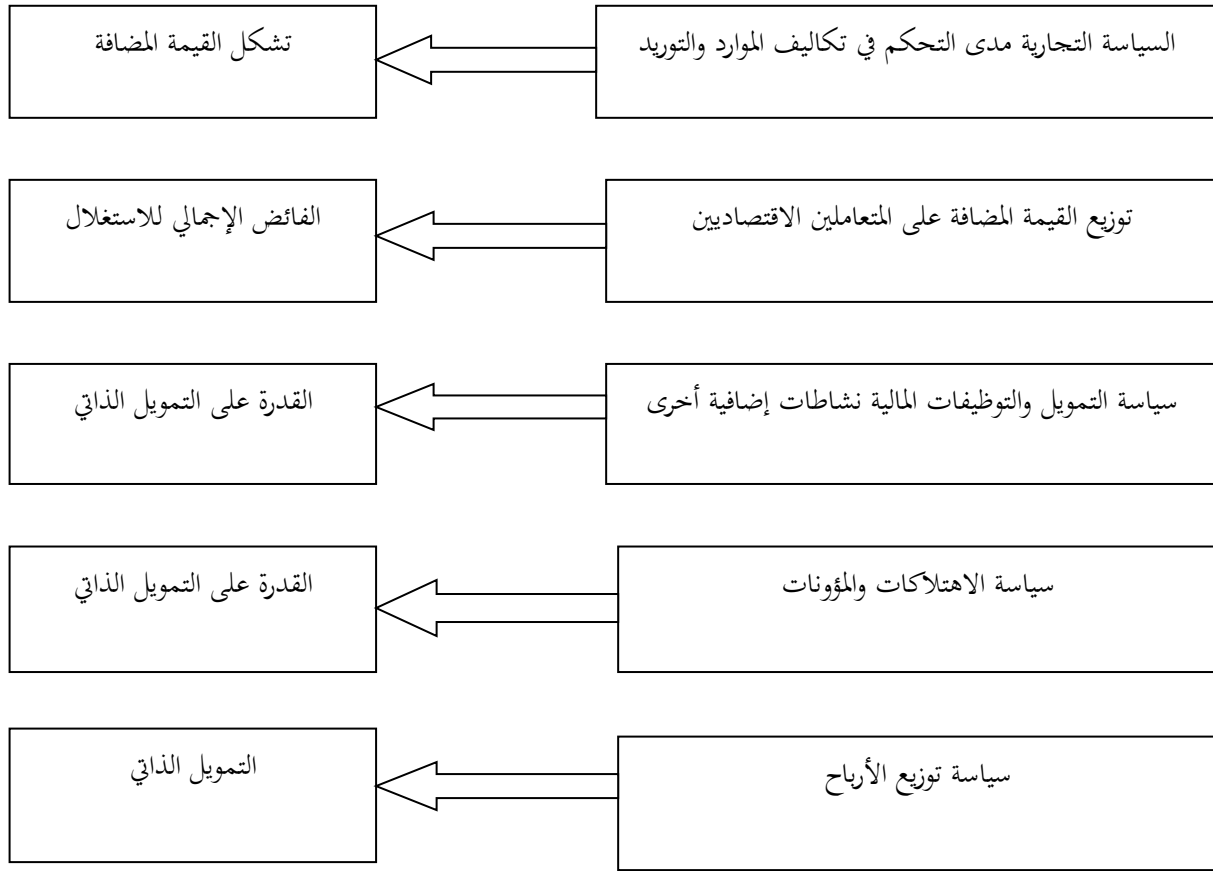 السياسة التجارية مدى التحكم في تكاليف الموارد والتوريد
تشكل القيمة المضافة
توزيع القيمة المضافة على المتعاملين الاقتصاديين
الفائض الإجمالي للاستغلال
سياسة التمويل والتوظيفات المالية نشاطات إضافية أخرى
القدرة على التمويل الذاتي
سياسة الاهتلاكات والمؤونات
القدرة على التمويل الذاتي
سياسة توزيع الأرباح
التمويل الذاتي